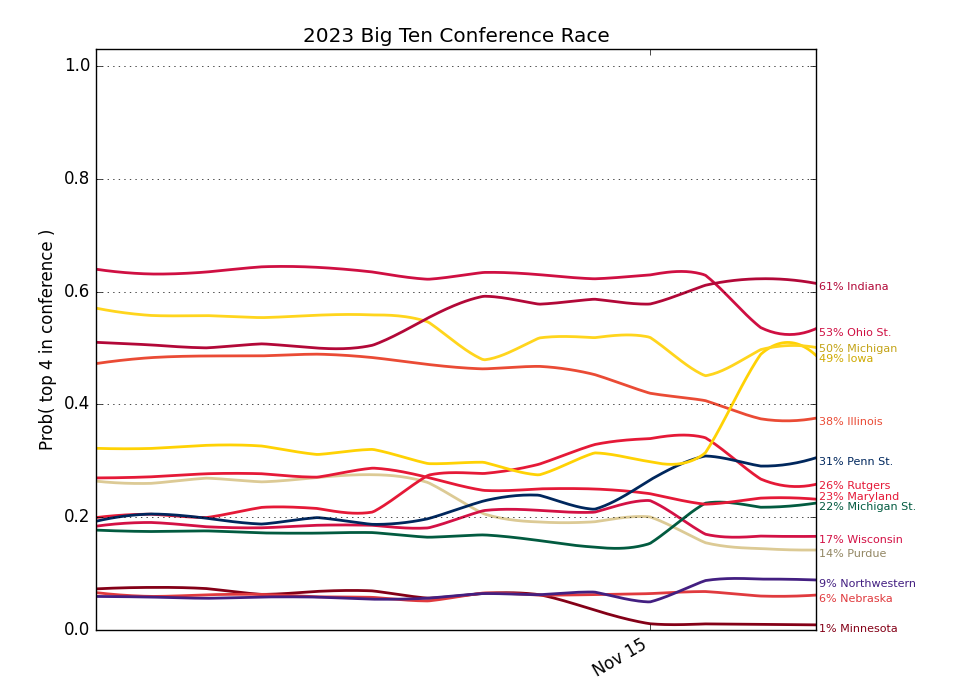 2023 Big Ten Conference Race
1.0
0.8
0.6
0.4
0.2
0.0
Prob( top 4 in conference )
61% Indiana
53% Ohio St.
50% Michigan
49% Iowa
38% Illinois
31% Penn St.
26% Rutgers
23% Maryland
22% Michigan St.
17% Wisconsin
14% Purdue
9% Northwestern
6% Nebraska
1% Minnesota
Nov 15